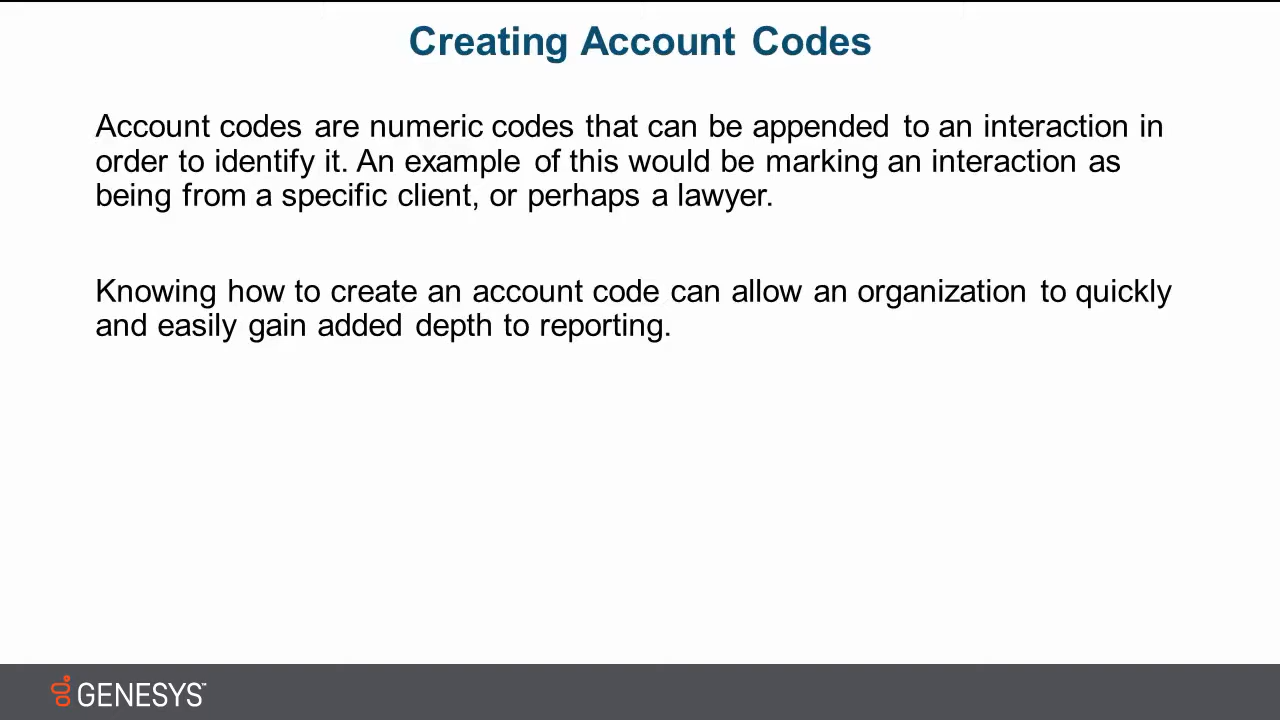 Creating Account Codes
Account codes are numeric codes that can be appended to an interaction in
order to identify it. An example of this would be marking an interaction as
being from a specific client, or perhaps a lawyer.
Knowing how to create an account code can allow an organization to quickly
and easily gain added depth to reporting.
GENESYS™